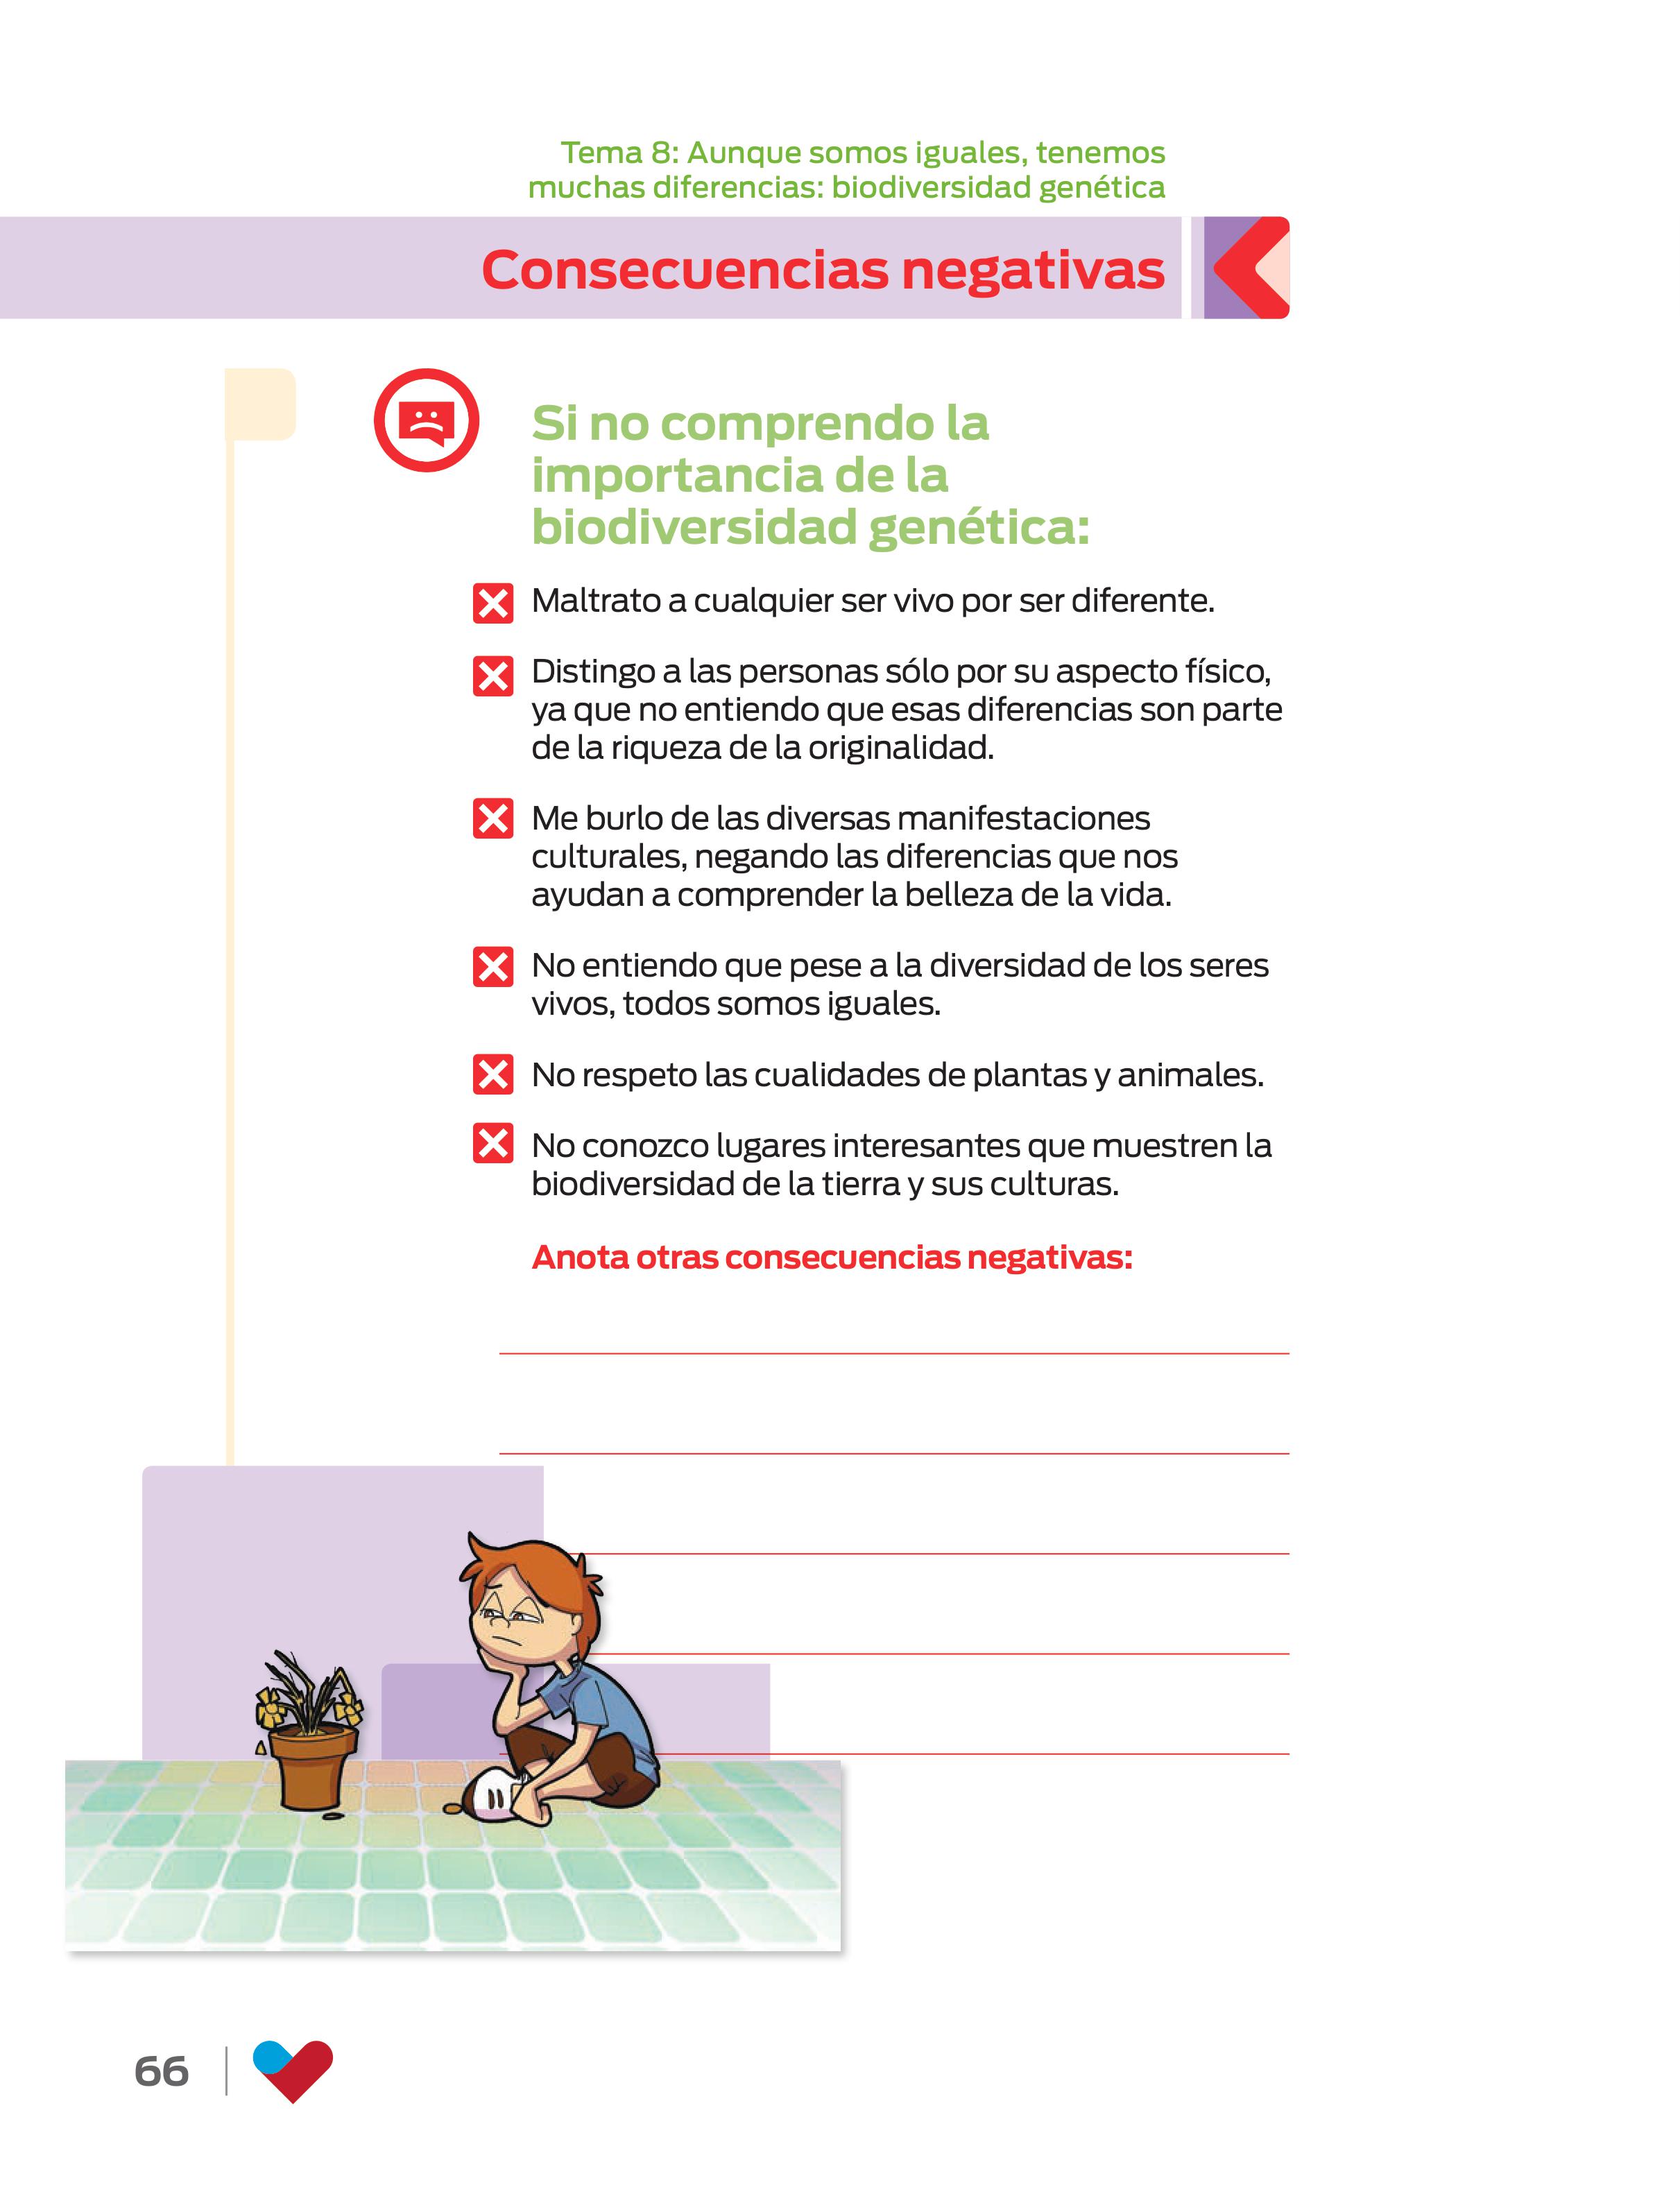 Tema 8: Aunque somos iguales, tenemos
muchas diferencias: biodiversidad genética
Consecuencias negativas
Si no comprendo la
importancia de la
biodiversidad genética:
Maltrato a cualquier ser vivo por ser diferente.
Distingo a las personas sólo por su aspecto físico,
ya que no entiendo que esas diferencias son parte
de la riqueza de la originalidad.
Me burlo de las diversas manifestaciones
culturales, negando las diferencias que nos
ayudan a comprender la belleza de la vida.
No entiendo que pese a la diversidad de los seres
vivos, todos somos iguales.
No respeto las cualidades de plantas y animales.
No conozco lugares interesantes que muestren la
biodiversidad de la tierra y sus culturas.
Anota otras consecuencias negativas:
66